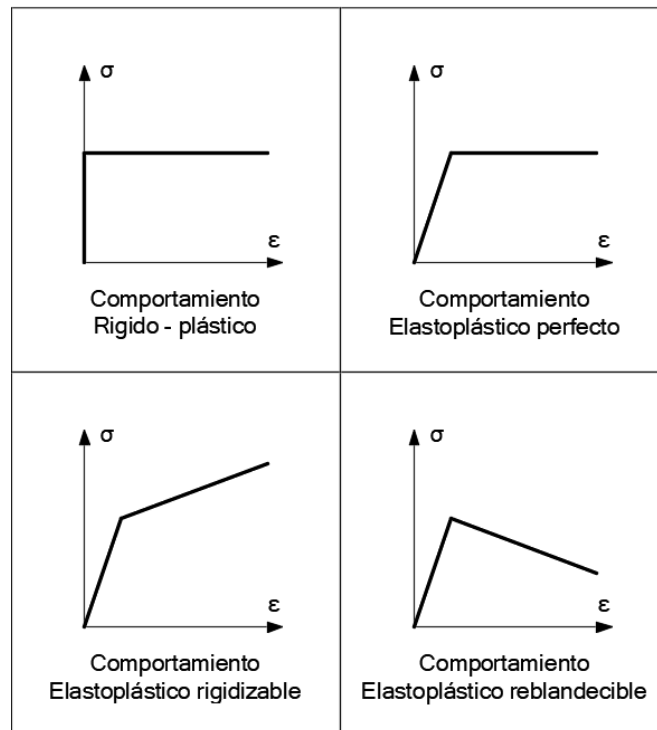 σ
ε
Comportamiento
Rigido - plástico
σ
ε
Comportamiento
Elastoplástico perfecto
σ
ε
Comportamiento
Elastoplástico rigidizable
σ
ε
Comportamiento
Elastoplástico reblandecible